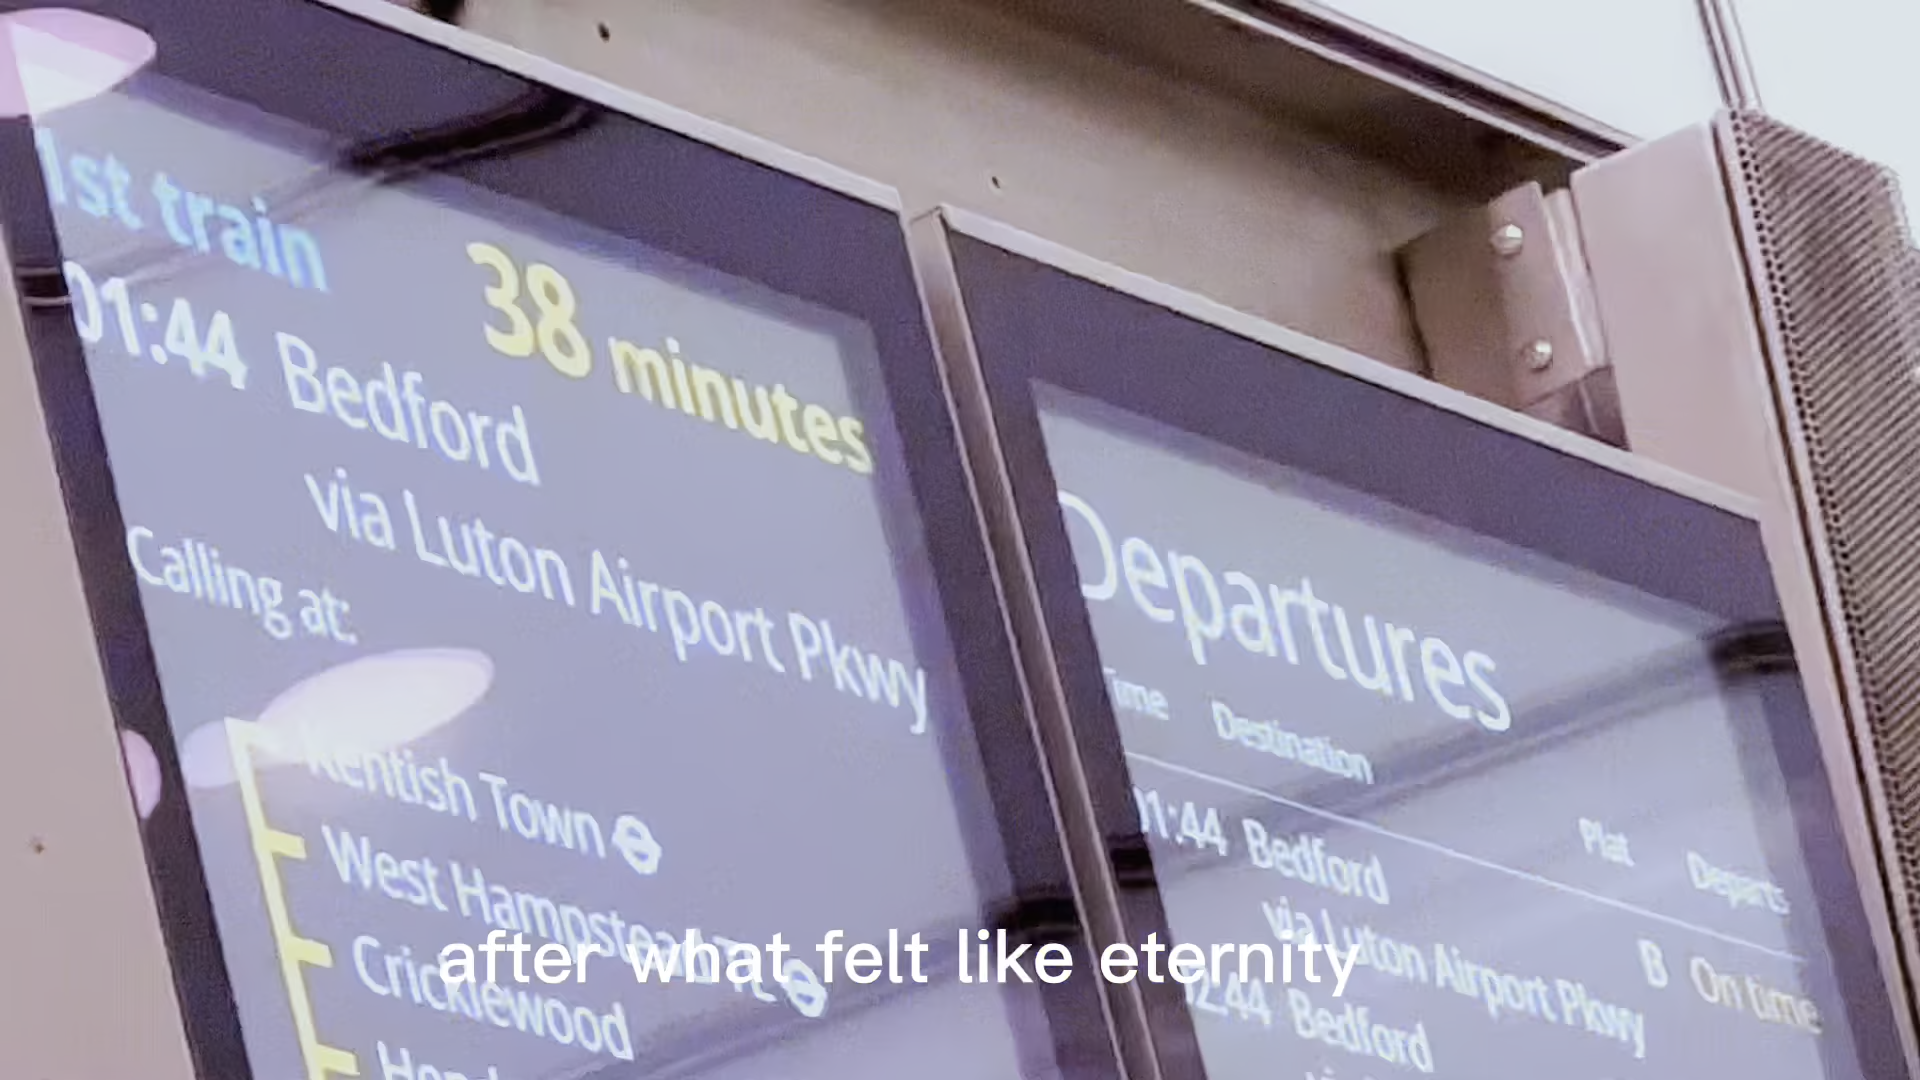 1st train
38 minutes
01:44 Bedford
via Luton Airport Pkwy
Calling at:
Kentish Town
West Hampstead TL
Cricklewood
Departures
Time Destination Plat Departs
01:44 Bedford B On time
via Luton Airport Pkwy
02:44 Bedford
after what felt like eternity